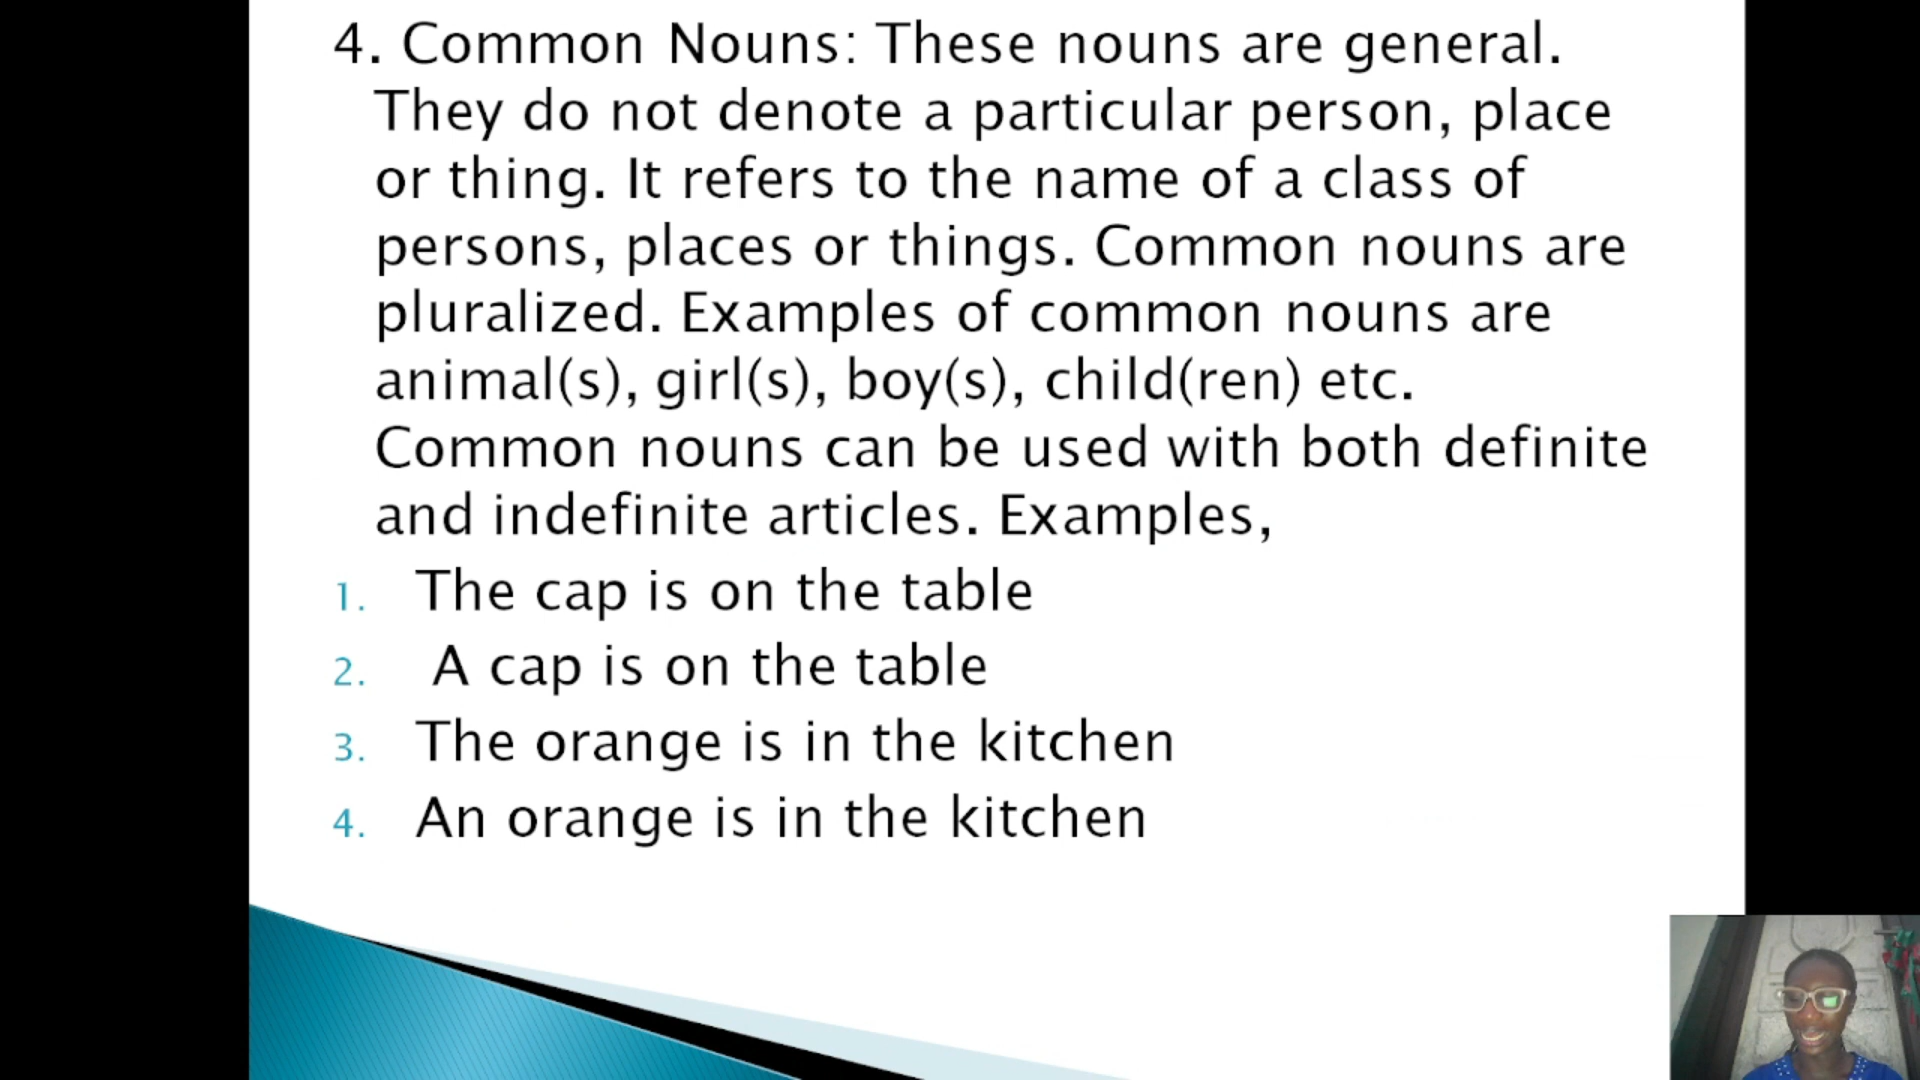 4. Common Nouns: These nouns are general.
They do not denote a particular person, place
or thing. It refers to the name of a class of
persons, places or things. Common nouns are
pluralized. Examples of common nouns are
animal(s), girl(s), boy(s), child(ren) etc.
Common nouns can be used with both definite
and indefinite articles. Examples,
1. The cap is on the table
2. A cap is on the table
3. The orange is in the kitchen
4. An orange is in the kitchen